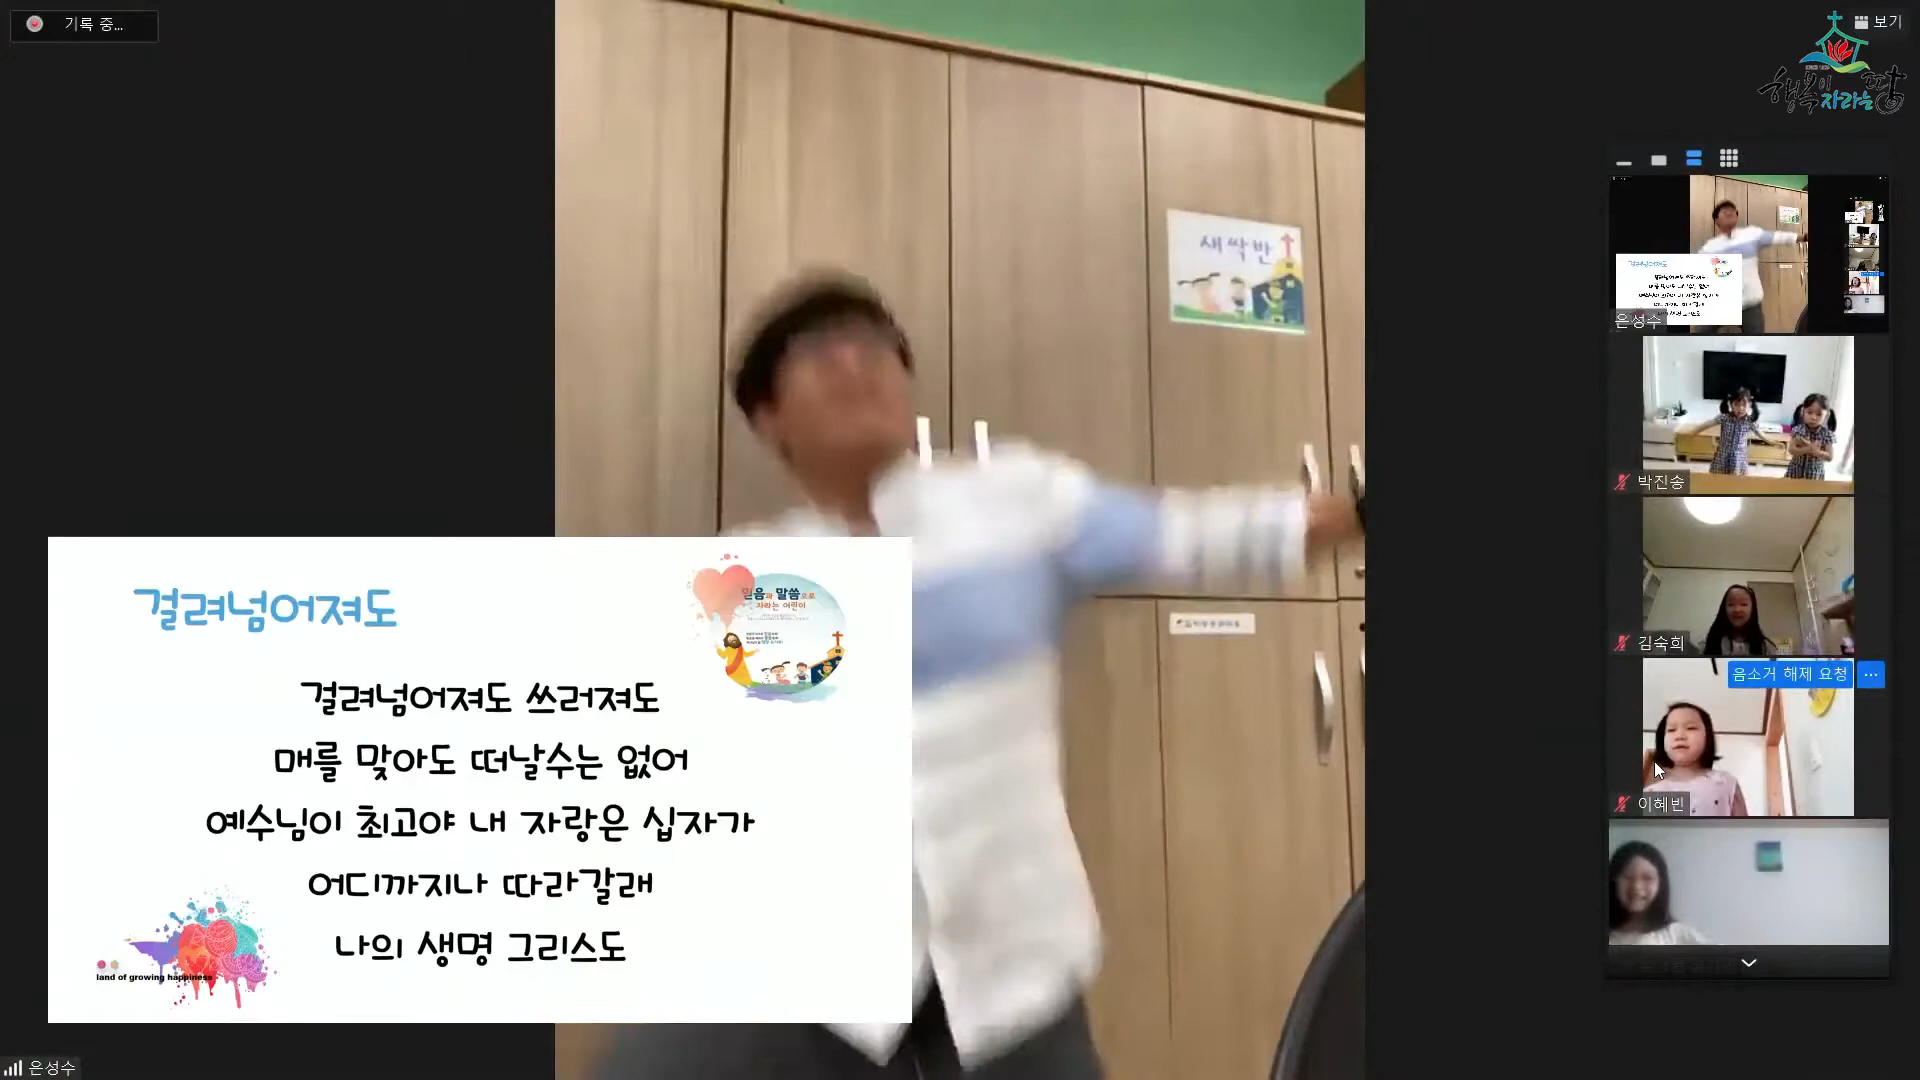 기록 중...
보기
행복이
자라는 땅
새싹반
걸려넘어져도
믿음과 말씀으로
자라는 어린이
걸려넘어져도 쓰러져도
매를 맞아도 떠날수는 없어
예수님이 최고야 내 자랑은 십자가
어디까지나 따라갈래
나의 생명 그리스도
land of growing happiness
은성수
은성수
박진송
김숙희
음소거 해제 요청 ...
이혜빈